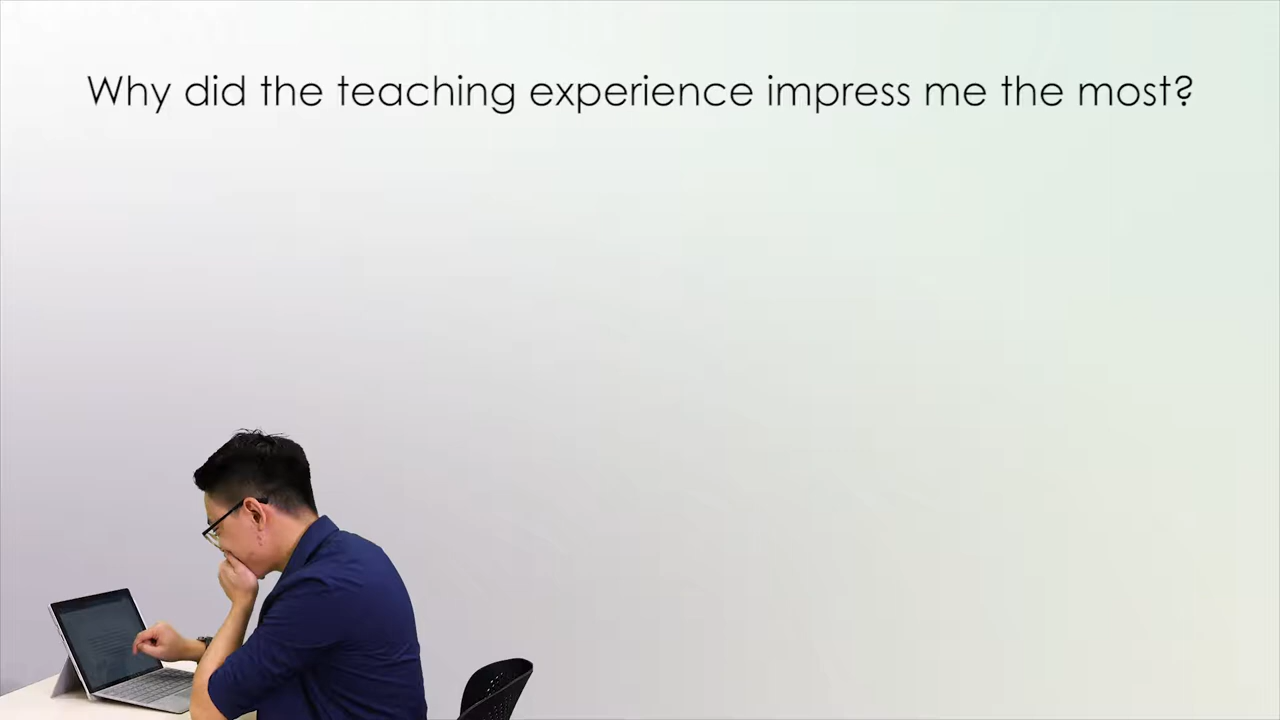 Why did the teaching experience impress me the most?